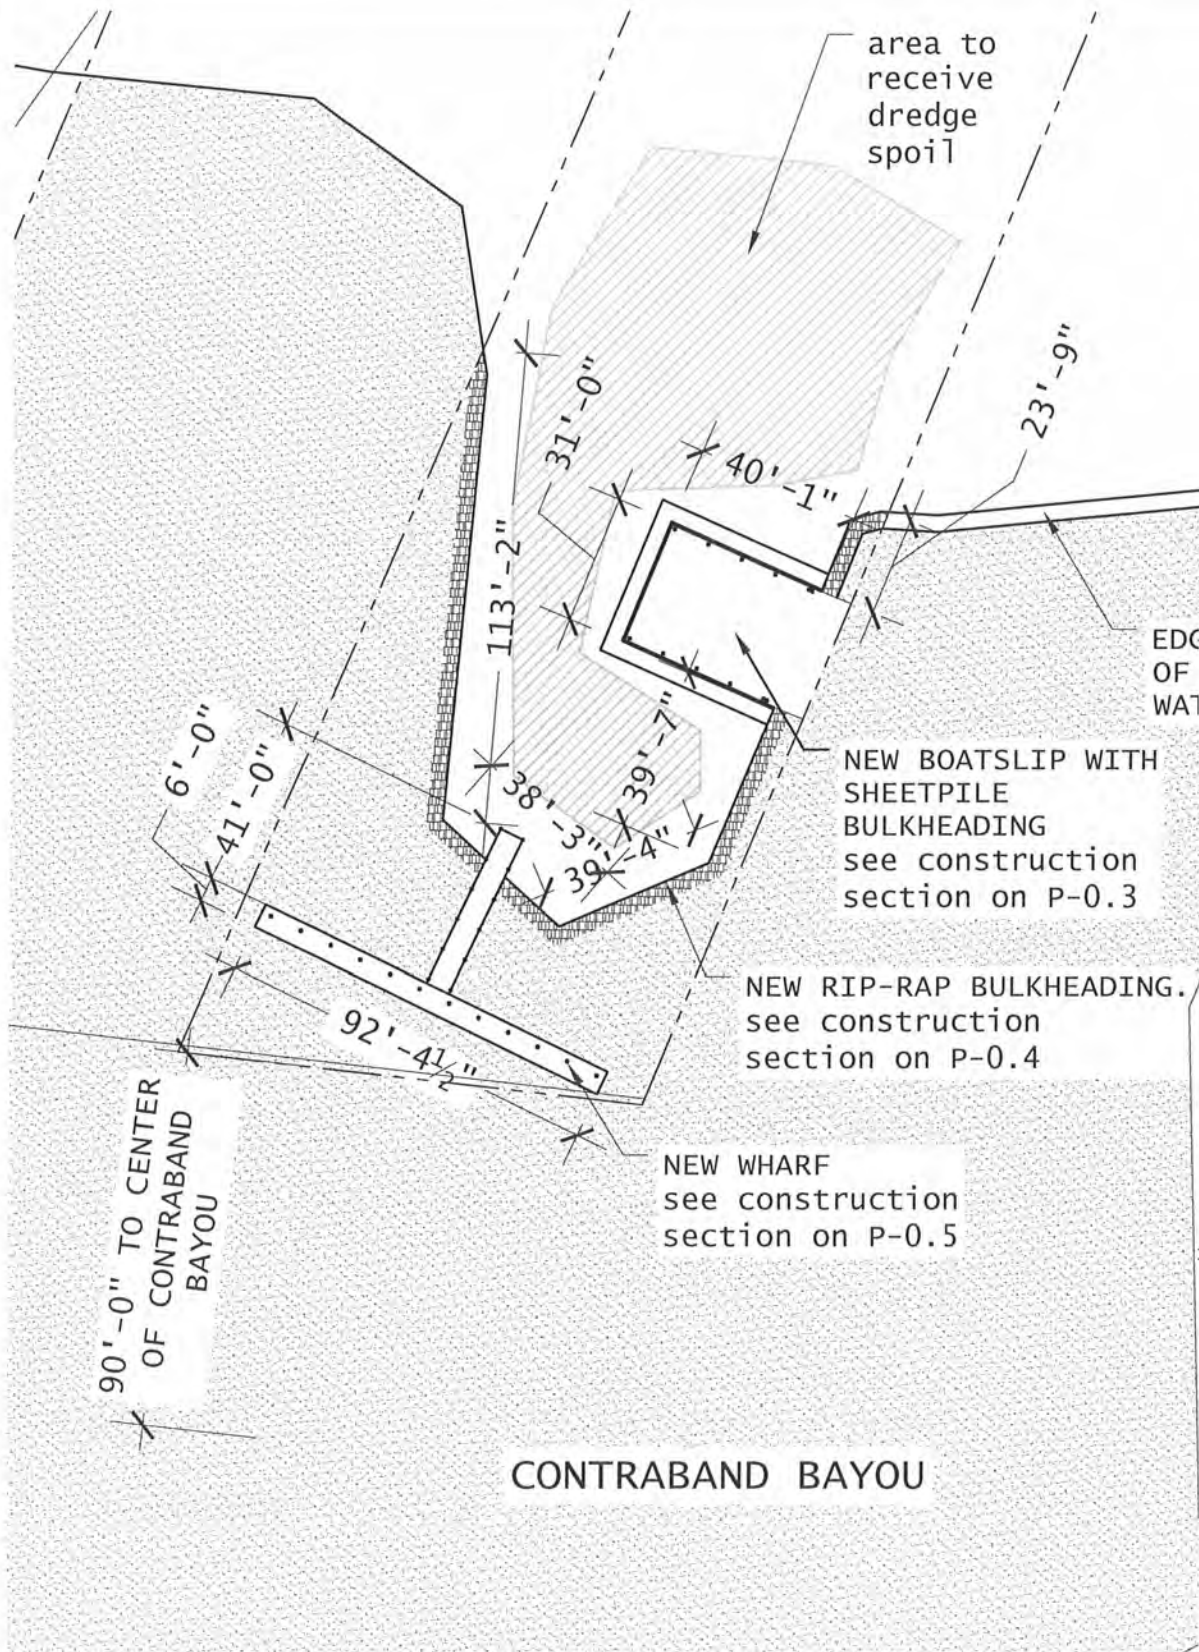 area to
receive
dredge
spoil
23'-9"
31'-0"
40'-1"
113'-2"
EDG
OF
WAT
39'-7"
6'-0"
41'-0"
38'-3"
39'-4"
NEW BOATSLIP WITH
SHEETPILE
BULKHEADING
see construction
section on P-0.3
NEW RIP-RAP BULKHEADING.
see construction
section on P-0.4
92'-4½"
NEW WHARF
see construction
section on P-0.5
90'-0" TO CENTER
OF CONTRABAND
BAYOU
CONTRABAND BAYOU